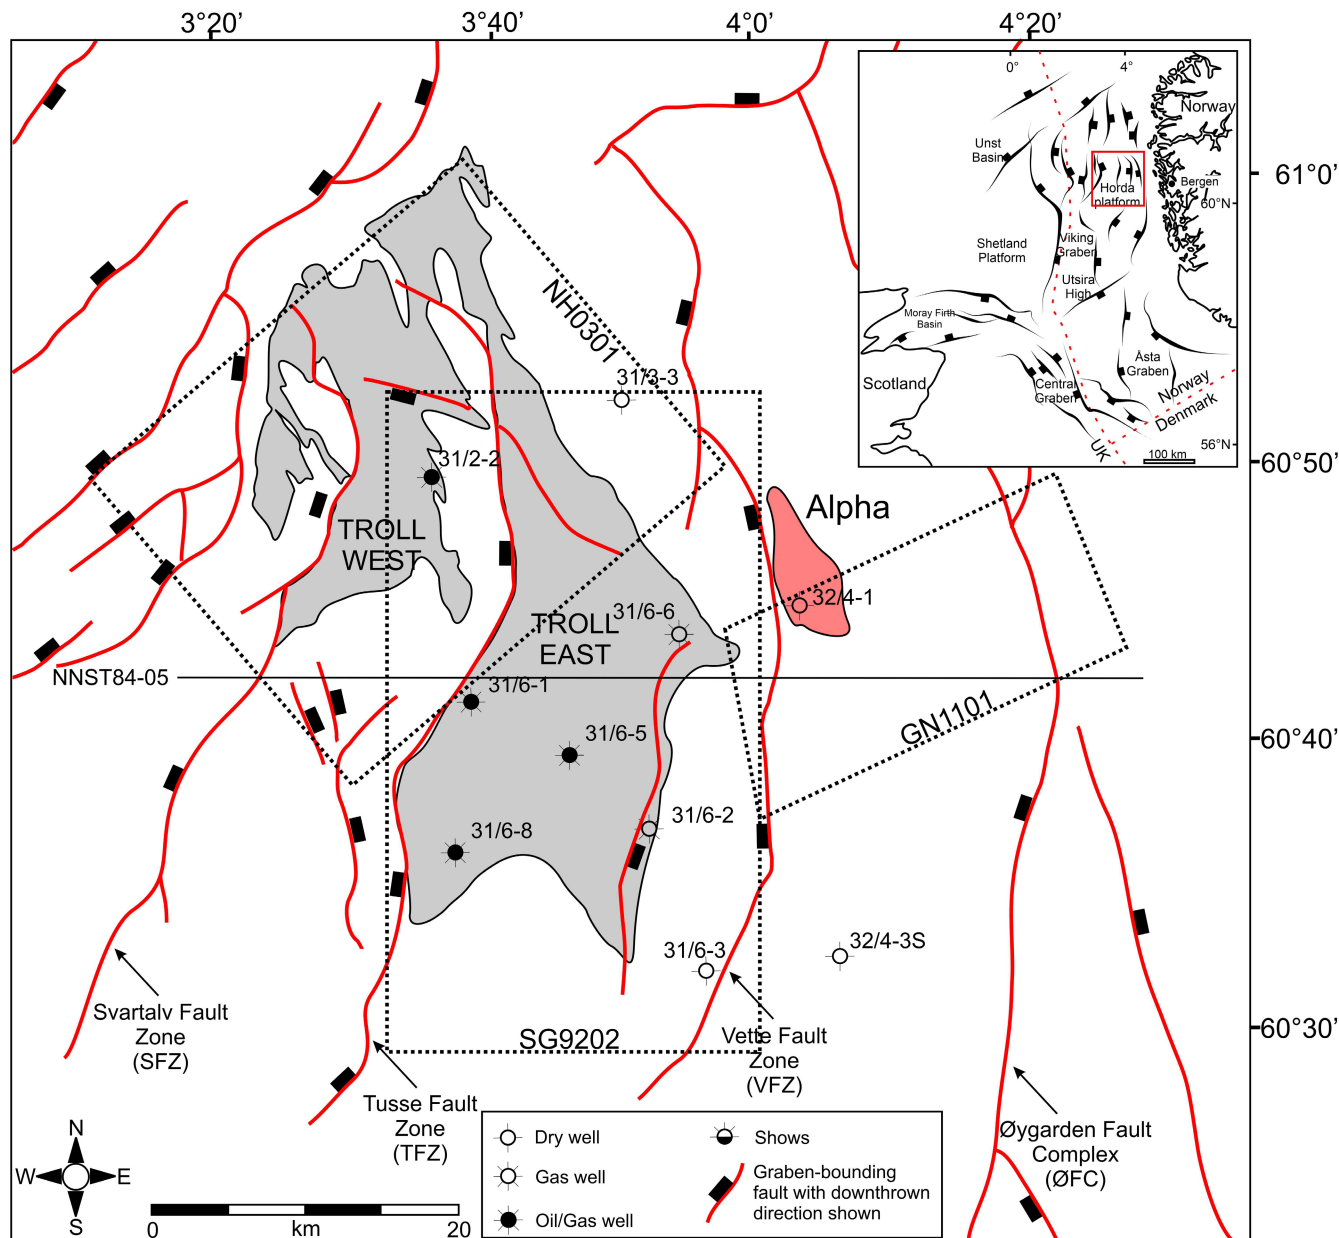 3°20’
3°40’
4°0’
4°20’
61°0’
60°50’
60°40’
60°30’
0°
4°
Norway
Unst
Basin
Bergen
60°N
Horda
platform
Shetland
Platform
Viking
Graben
Utsira
High
Moray Firth
Basin
Åsta
Graben
Scotland
Central
Graben
Norway
Denmark
UK
56°N
100 km
NH0301
31/3-3
31/2-2
TROLL
WEST
Alpha
32/4-1
31/6-6
TROLL
EAST
NNST84-05
31/6-1
GN1101
31/6-5
31/6-2
31/6-8
31/6-3
32/4-3S
Svartalv Fault
Zone
(SFZ)
SG9202
Vette Fault
Zone
(VFZ)
Tusse Fault
Zone
(TFZ)
Øygarden Fault
Complex
(ØFC)
N
W
E
S
0
km
20
Dry well
Gas well
Oil/Gas well
Shows
Graben-bounding
fault with downthrown
direction shown